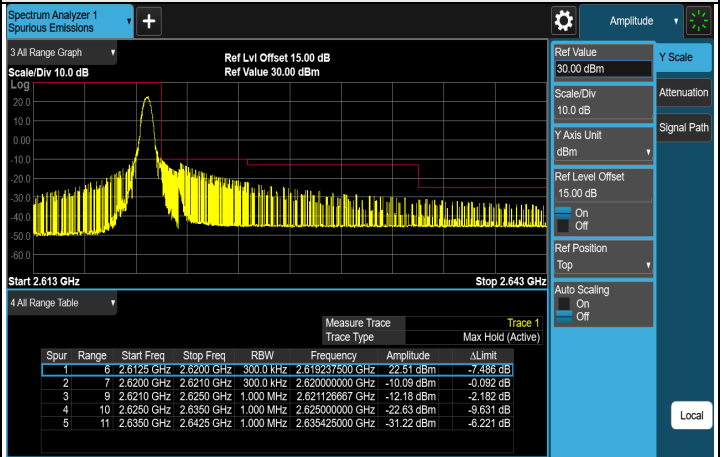 Spectrum Analyzer 1
Spurious Emissions
Amplitude
3 All Range Graph
Ref Lvl Offset 15.00 dB
Scale/Div 10.0 dB
Ref Value 30.00 dBm
Log
20.0
10.0
0.00
-10.0
-20.0
-30.0
-40.0
-50.0
-60.0
Start 2.613 GHz
Stop 2.643 GHz
4 All Range Table
Measure Trace Trace 1
Trace Type Max Hold (Active)
Spur Range Start Freq Stop Freq RBW Frequency Amplitude ΔLimit
1 6 2.6125 GHz 2.6200 GHz 300.0 kHz 2.619237500 GHz 22.51 dBm -7.486 dB
2 7 2.6200 GHz 2.6210 GHz 300.0 kHz 2.620000000 GHz -10.09 dBm -0.092 dB
3 9 2.6210 GHz 2.6250 GHz 1.000 MHz 2.621126667 GHz -12.18 dBm -2.182 dB
4 10 2.6250 GHz 2.6350 GHz 1.000 MHz 2.625000000 GHz -22.63 dBm -9.631 dB
5 11 2.6350 GHz 2.6425 GHz 1.000 MHz 2.635425000 GHz -31.22 dBm -6.221 dB
Ref Value
30.00 dBm
Scale/Div
10.0 dB
Y Axis Unit
dBm
Ref Level Offset
15.00 dB
On
Off
Ref Position
Top
Auto Scaling
On
Off
Y Scale
Attenuation
Signal Path
Local